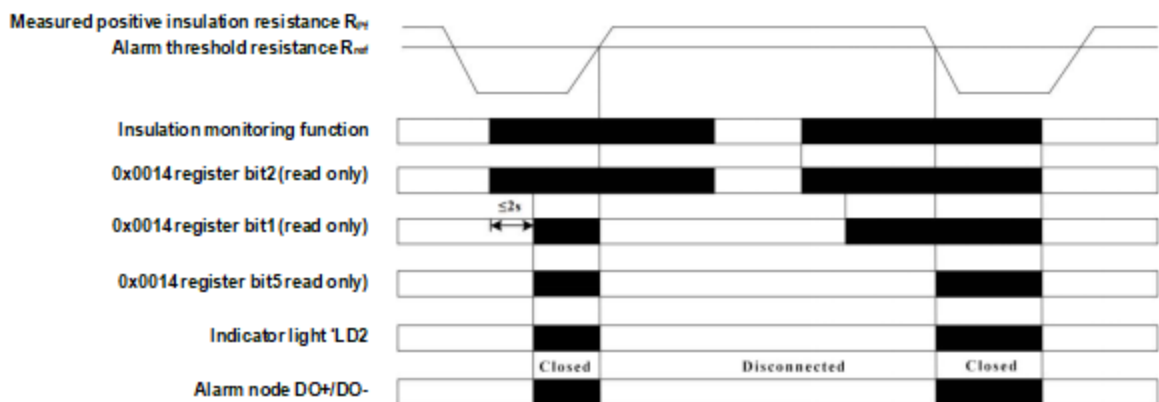 Measured positive insulation resistance
Alarm threshold resistance Rref
Insulation monitoring function
0x0014 register bit2 (read only)
≤2s
0x0014 register bit1 (read only)
0x0014 register bit5 read only)
Indicator light 'LD2
Closed Disconnected Closed
Alarm node DO+/DO-